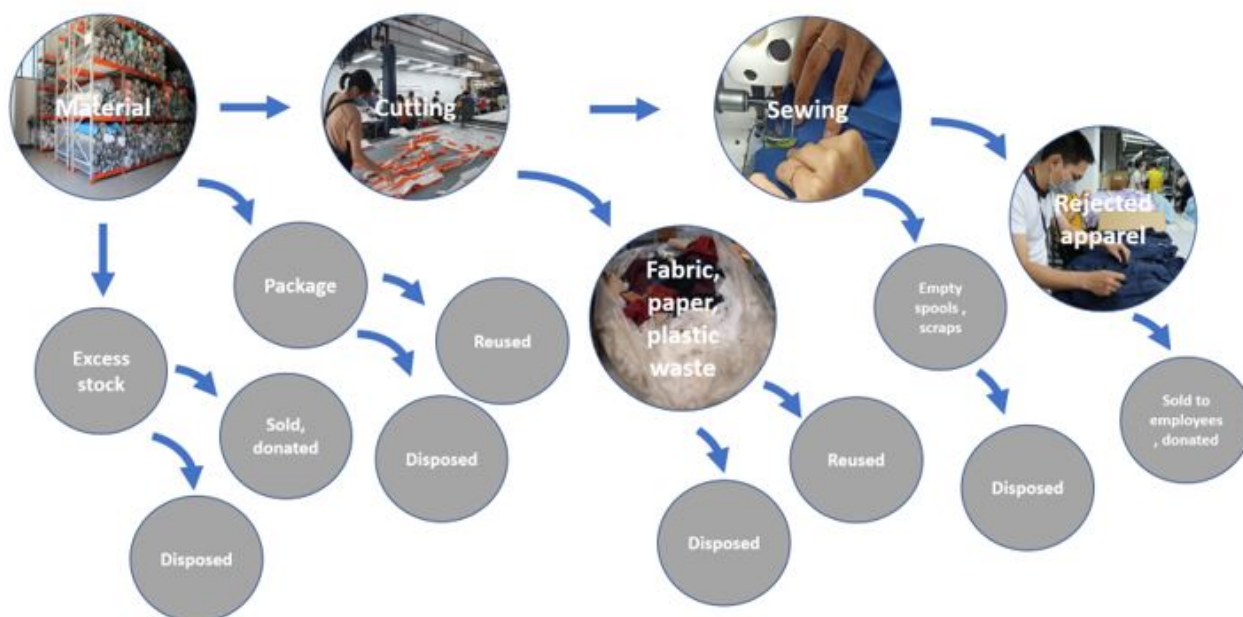 Material
Cutting
Sewing
Rejected
apparel
Package
Fabric,
paper,
plastic
waste
Empty
spools ,
scraps
Reused
Excess
stock
Sold,
donated
Disposed
Reused
Sold to
employees
, donated
Disposed
Disposed
Disposed